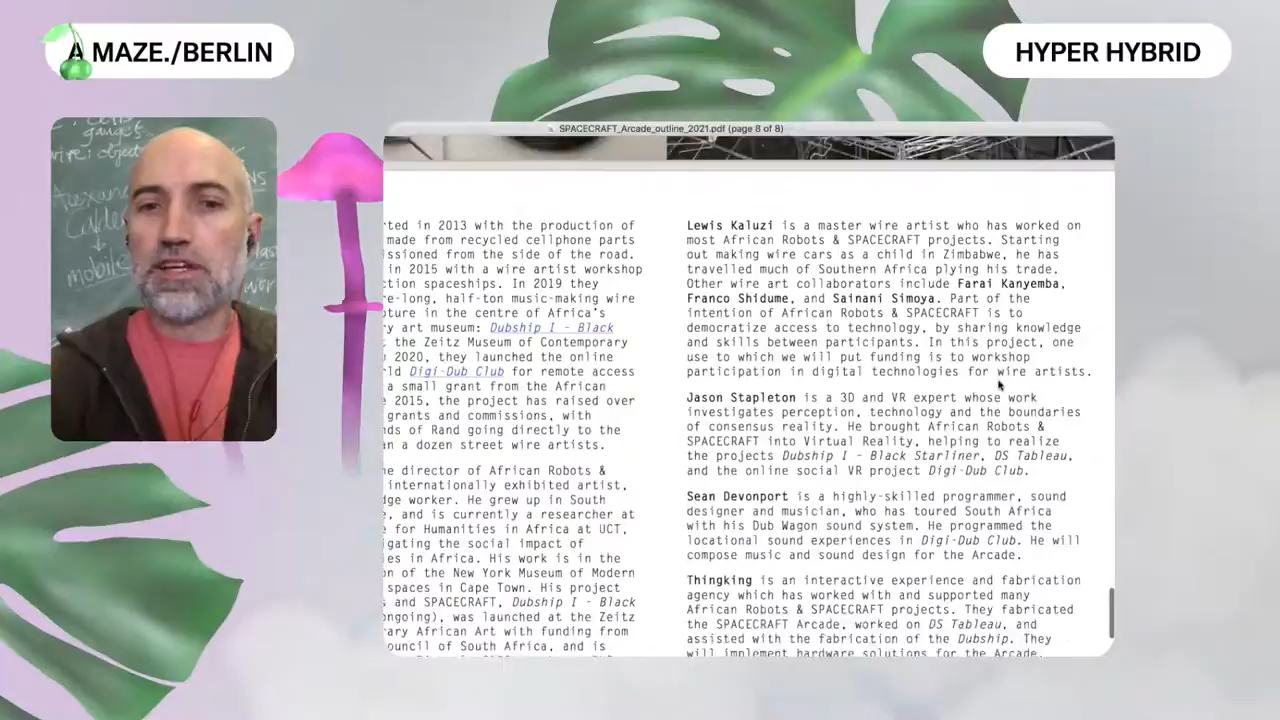 A MAZE./BERLIN
HYPER HYBRID
SPACECRAFT_Arcade_outline_2021.pdf (page 8 of 8)
gauges
wire: object
Calder
mobile
rted in 2013 with the production of
made from recycled cellphone parts
issioned from the side of the road.
in 2015 with a wire artist workshop
ction spaceships. In 2019 they
re-long, half-ton music-making wire
pture in the centre of Africa's
ry art museum: Dubship I - Black
the Zeitz Museum of Contemporary
2020, they launched the online
rld Digi-Dub Club for remote access
a small grant from the African
e 2015, the project has raised over
grants and commissions, with
nds of Rand going directly to the
an a dozen street wire artists.
he director of African Robots &
internationally exhibited artist,
dge worker. He grew up in South
e, and is currently a researcher at
e for Humanities in Africa at UCT,
igating the social impact of
ies in Africa. His work is in the
on of the New York Museum of Modern
spaces in Cape Town. His project
s and SPACECRAFT, Dubship I - Black
ongoing), was launched at the Zeitz
rary African Art with funding from
ouncil of South Africa, and is
Lewis Kaluzi is a master wire artist who has worked on
most African Robots & SPACECRAFT projects. Starting
out making wire cars as a child in Zimbabwe, he has
travelled much of Southern Africa plying his trade.
Other wire art collaborators include Farai Kanyemba,
Franco Shidume, and Sainani Simoya. Part of the
intention of African Robots & SPACECRAFT is to
democratize access to technology, by sharing knowledge
and skills between participants. In this project, one
use to which we will put funding is to workshop
participation in digital technologies for wire artists.
Jason Stapleton is a 3D and VR expert whose work
investigates perception, technology and the boundaries
of consensus reality. He brought African Robots &
SPACECRAFT into Virtual Reality, helping to realize
the projects Dubship I - Black Starliner, DS Tableau,
and the online social VR project Digi-Dub Club.
Sean Devonport is a highly-skilled programmer, sound
designer and musician, who has toured South Africa
with his Dub Wagon sound system. He programmed the
locational sound experiences in Digi-Dub Club. He will
compose music and sound design for the Arcade.
Thingking is an interactive experience and fabrication
agency which has worked with and supported many
African Robots & SPACECRAFT projects. They fabricated
the SPACECRAFT Arcade, worked on DS Tableau, and
assisted with the fabrication of the Dubship. They
will implement hardware solutions for the Arcade.